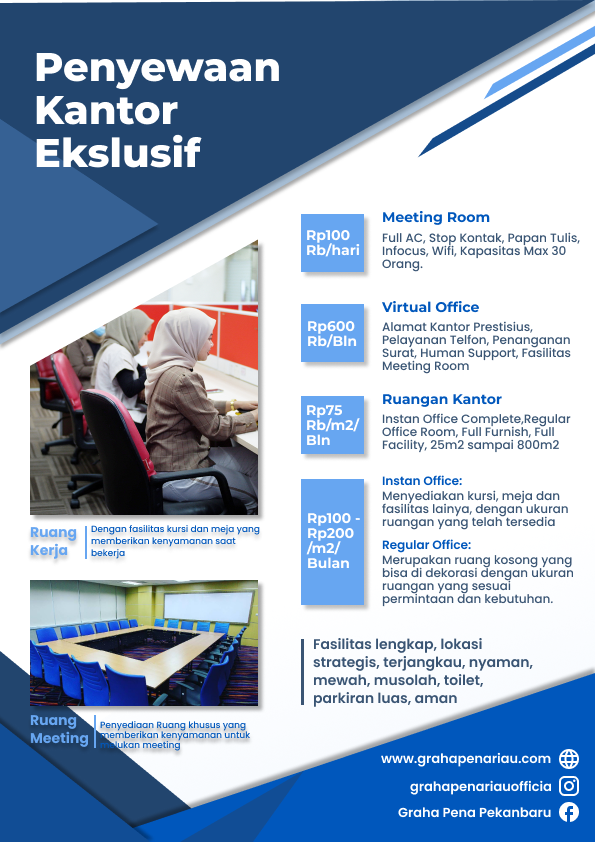 Penyewaan
Kantor
Ekslusif
Rp100
Rb/hari
Meeting Room
Full AC, Stop Kontak, Papan Tulis,
Infocus, Wifi, Kapasitas Max 30
Orang.
Rp600
Rb/Bln
Virtual Office
Alamat Kantor Prestisius,
Pelayanan Telfon, Penanganan
Surat, Human Support, Fasilitas
Meeting Room
Rp75
Rb/m2/
Bln
Ruangan Kantor
Instan Office Complete,Regular
Office Room, Full Furnish, Full
Facility, 25m2 sampai 800m2
Rp100 -
Rp200
/m2/
Bulan
Instan Office:
Menyediakan kursi, meja dan
fasilitas lainya, dengan ukuran
ruangan yang telah tersedia
Regular Office:
Merupakan ruang kosong yang
bisa di dekorasi dengan ukuran
ruangan yang sesuai
permintaan dan kebutuhan.
Ruang
Kerja
Dengan fasilitas kursi dan meja yang
memberikan kenyamanan saat
bekerja
Ruang
Meeting
Penyediaan Ruang khusus yang
memberikan kenyamanan untuk
melukan meeting
Fasilitas lengkap, lokasi
strategis, terjangkau, nyaman,
mewah, musolah, toilet,
parkiran luas, aman
www.grahapenariau.com
grahapenariauofficia
Graha Pena Pekanbaru